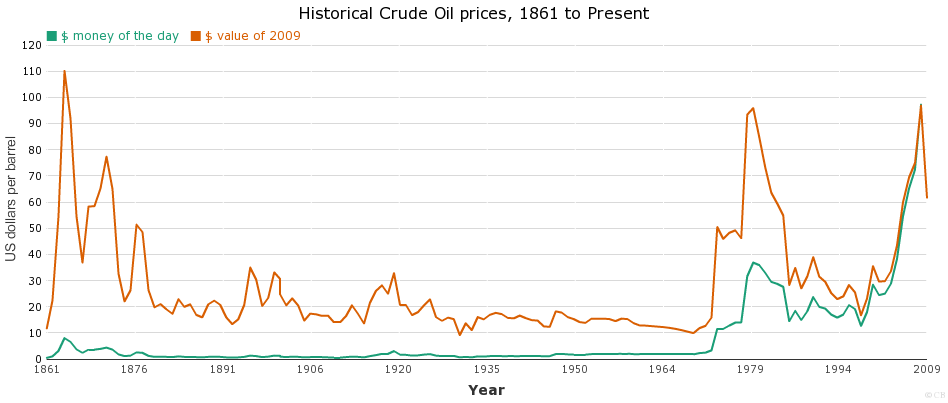 Historical Crude Oil prices, 1861 to Present
$ money of the day $ value of 2009
120
110
100
90
80
70
60
50
40
30
20
10
0
US dollars per barrel
1861 1876 1891 1906 1920 1935 1950 1964 1979 1994 2009
Year
© CB